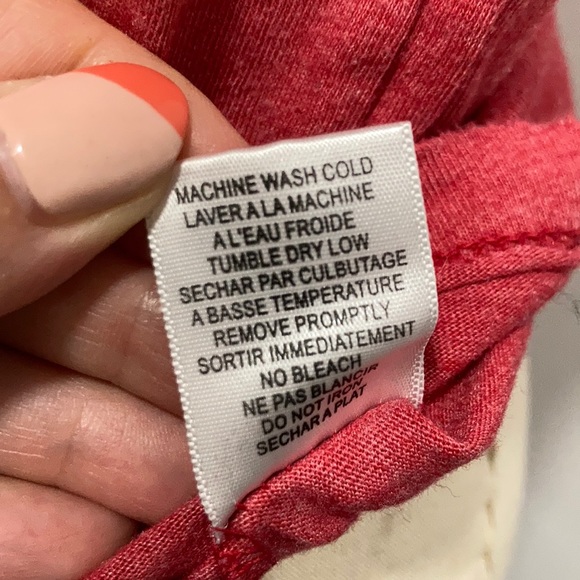 MACHINE WASH COLD
LAVER A LA MACHINE
A L'EAU FROIDE
TUMBLE DRY LOW
SECHAR PAR CULBUTAGE
A BASSE TEMPERATURE
REMOVE PROMPTLY
SORTIR IMMEDIATEMENT
NO BLEACH
NE PAS BLANCIR
DO NOT IRON
SECHAR A PLAT